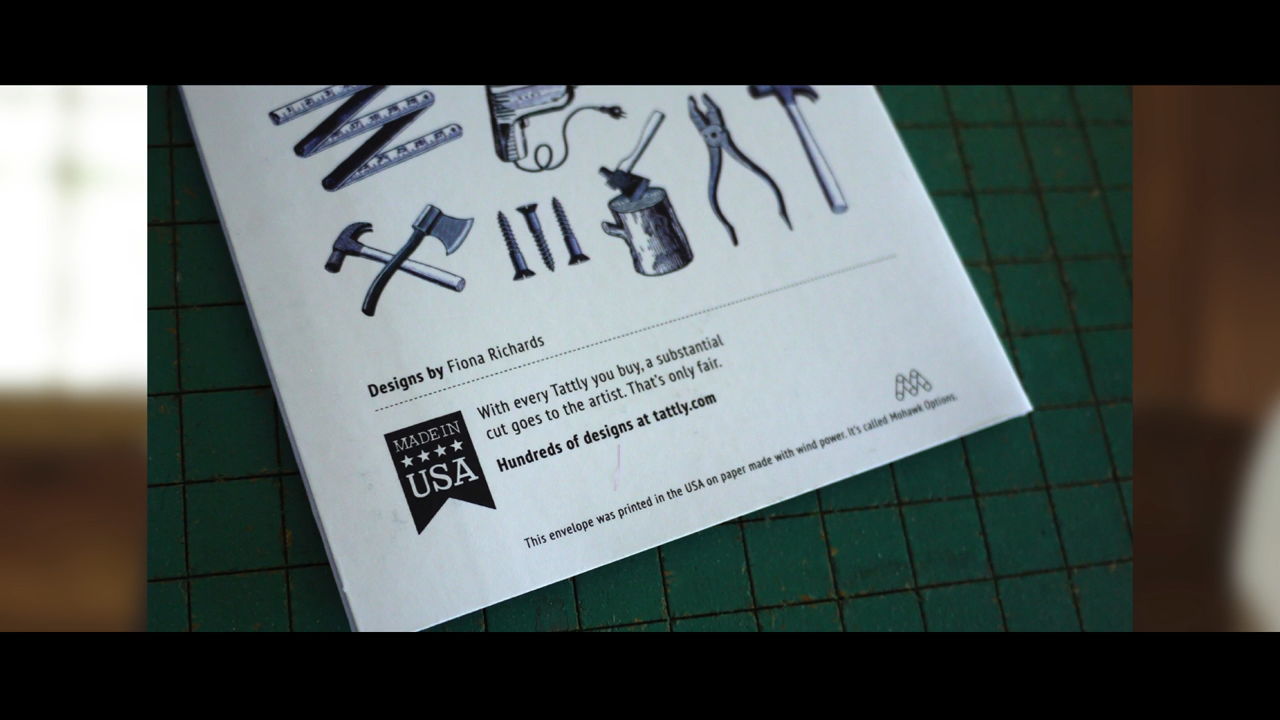 Designs by Fiona Richards
MADE IN
USA
With every Tattly you buy, a substantial
cut goes to the artist. That's only fair.
Hundreds of designs at tattly.com
This envelope was printed in the USA on paper made with wind power. It's called Mohawk Options.